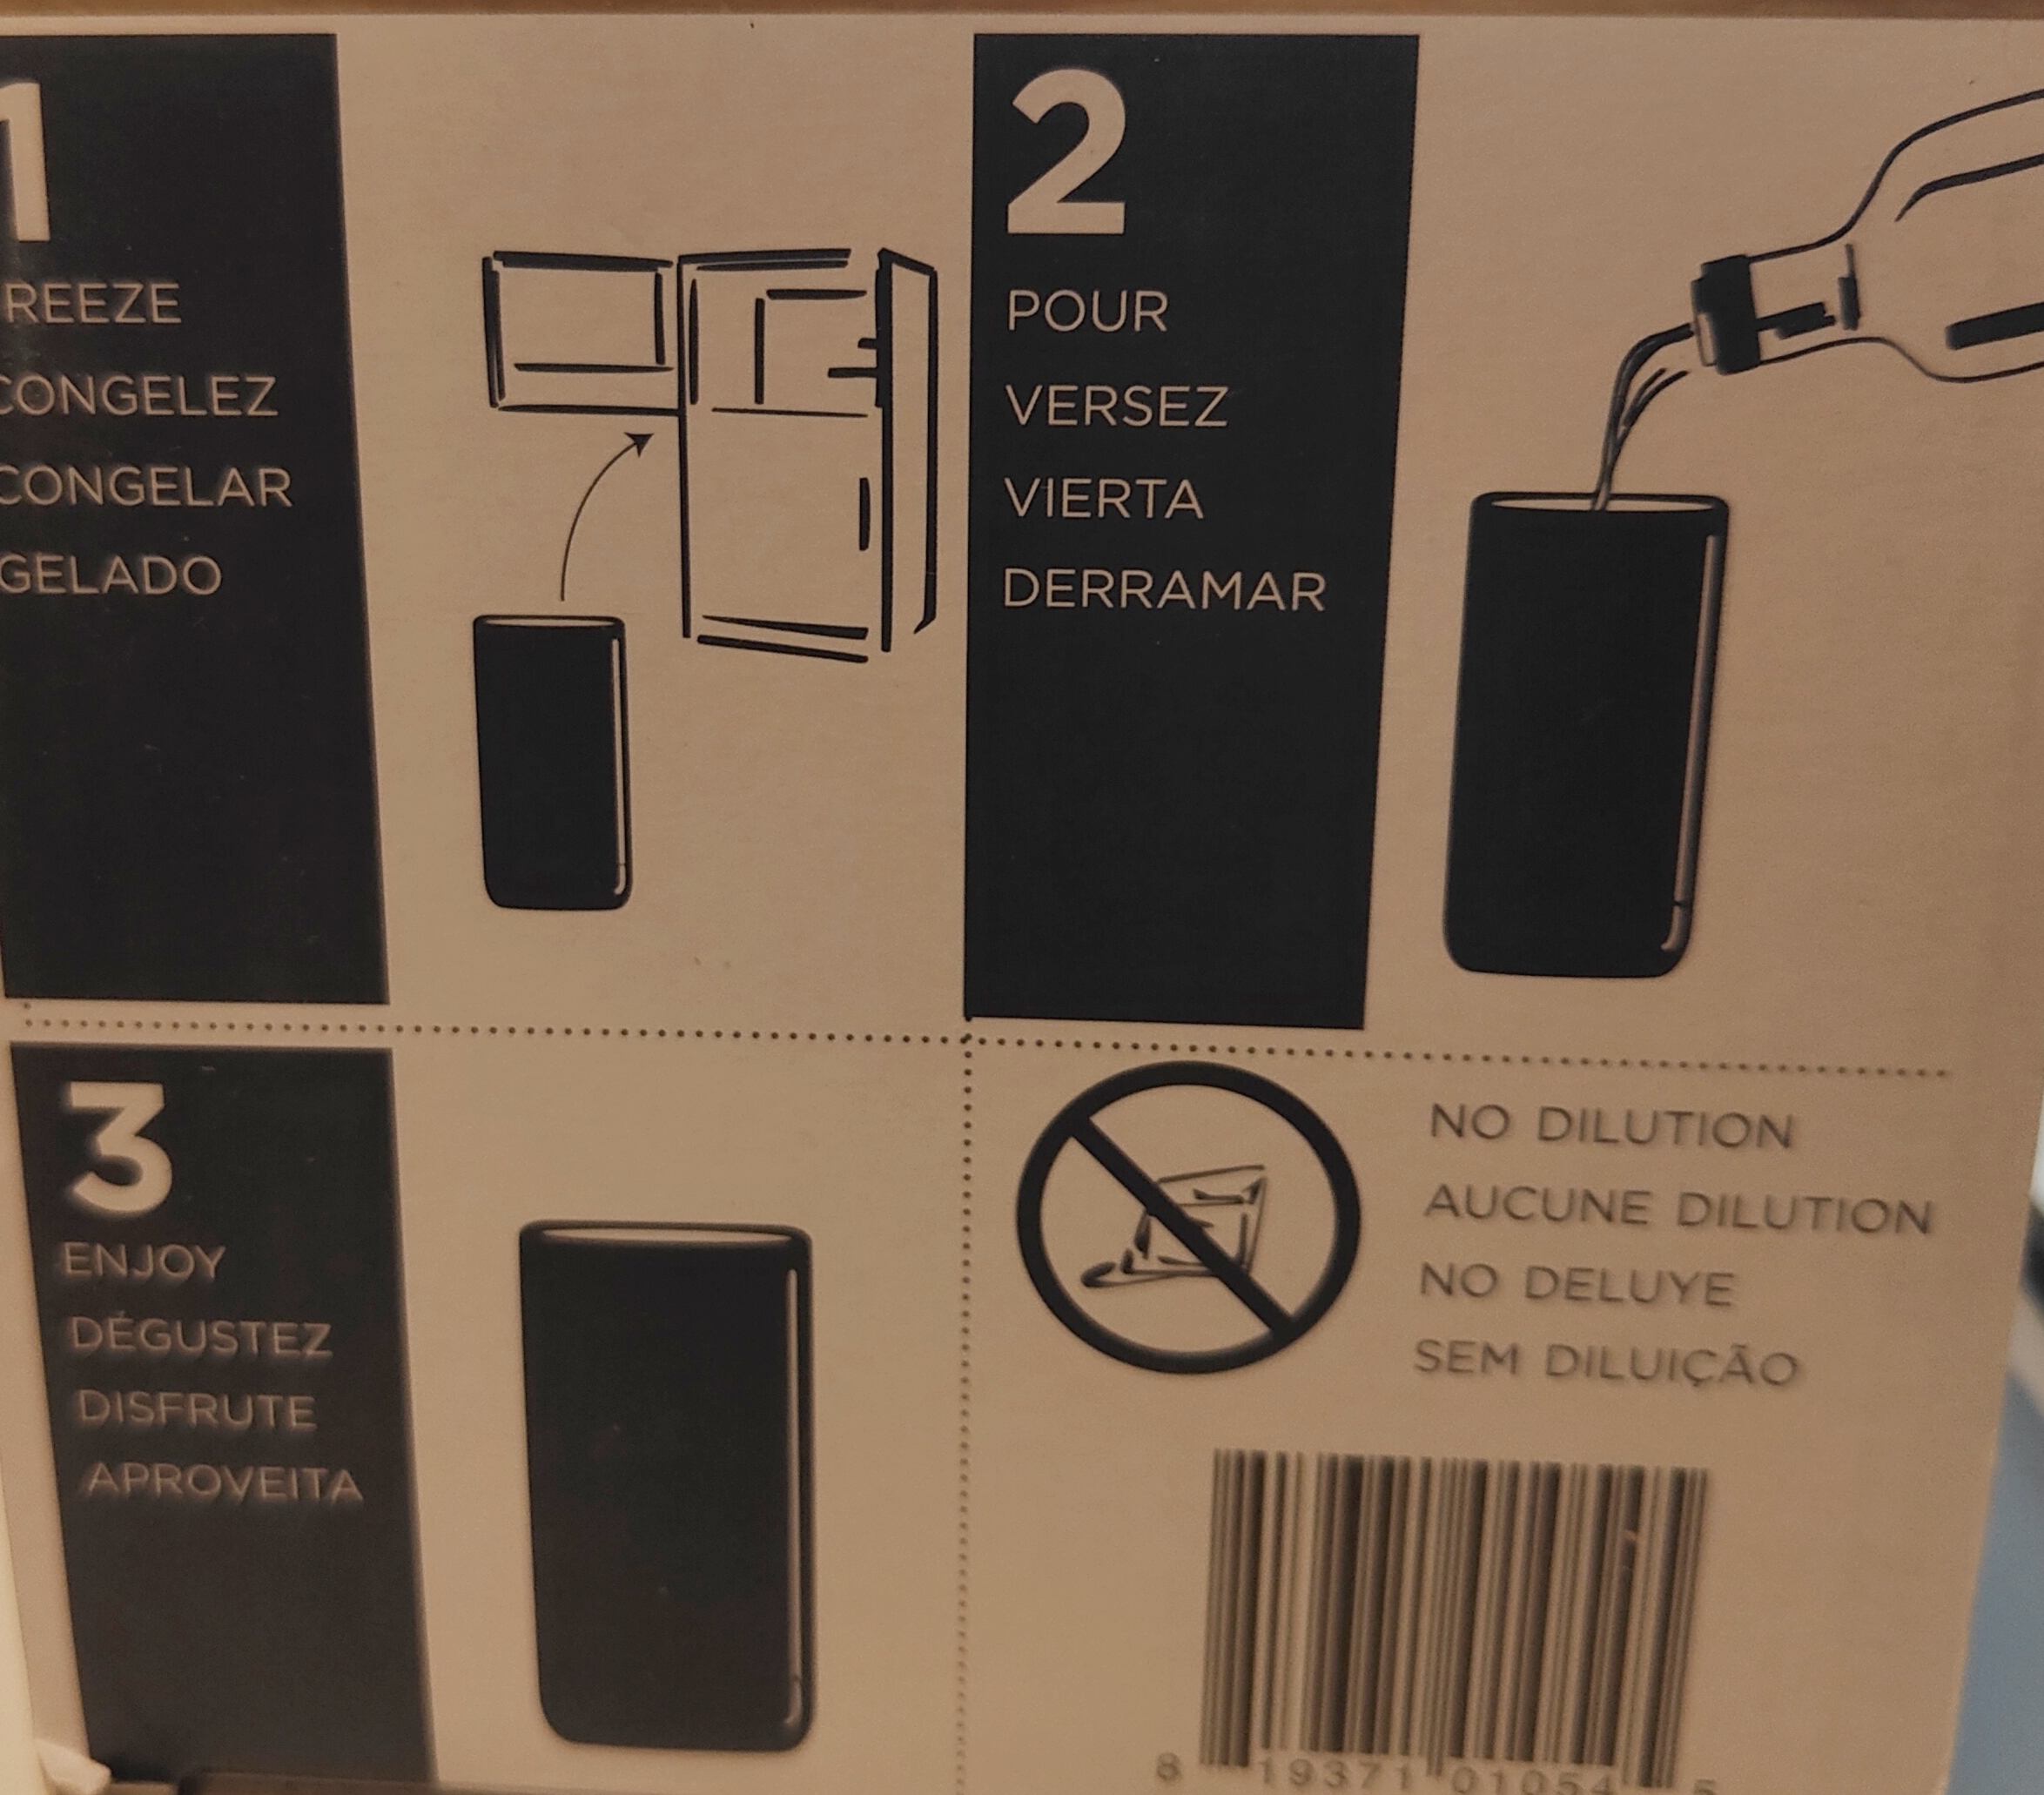 1
REEZE
CONGELEZ
CONGELAR
GELADO
2
POUR
VERSEZ
VIERTA
DERRAMAR
3
ENJOY
DÉGUSTEZ
DISFRUTE
APROVEITA
NO DILUTION
AUCUNE DILUTION
NO DELUYE
SEM DILUIÇÃO
8 19371 01054 5